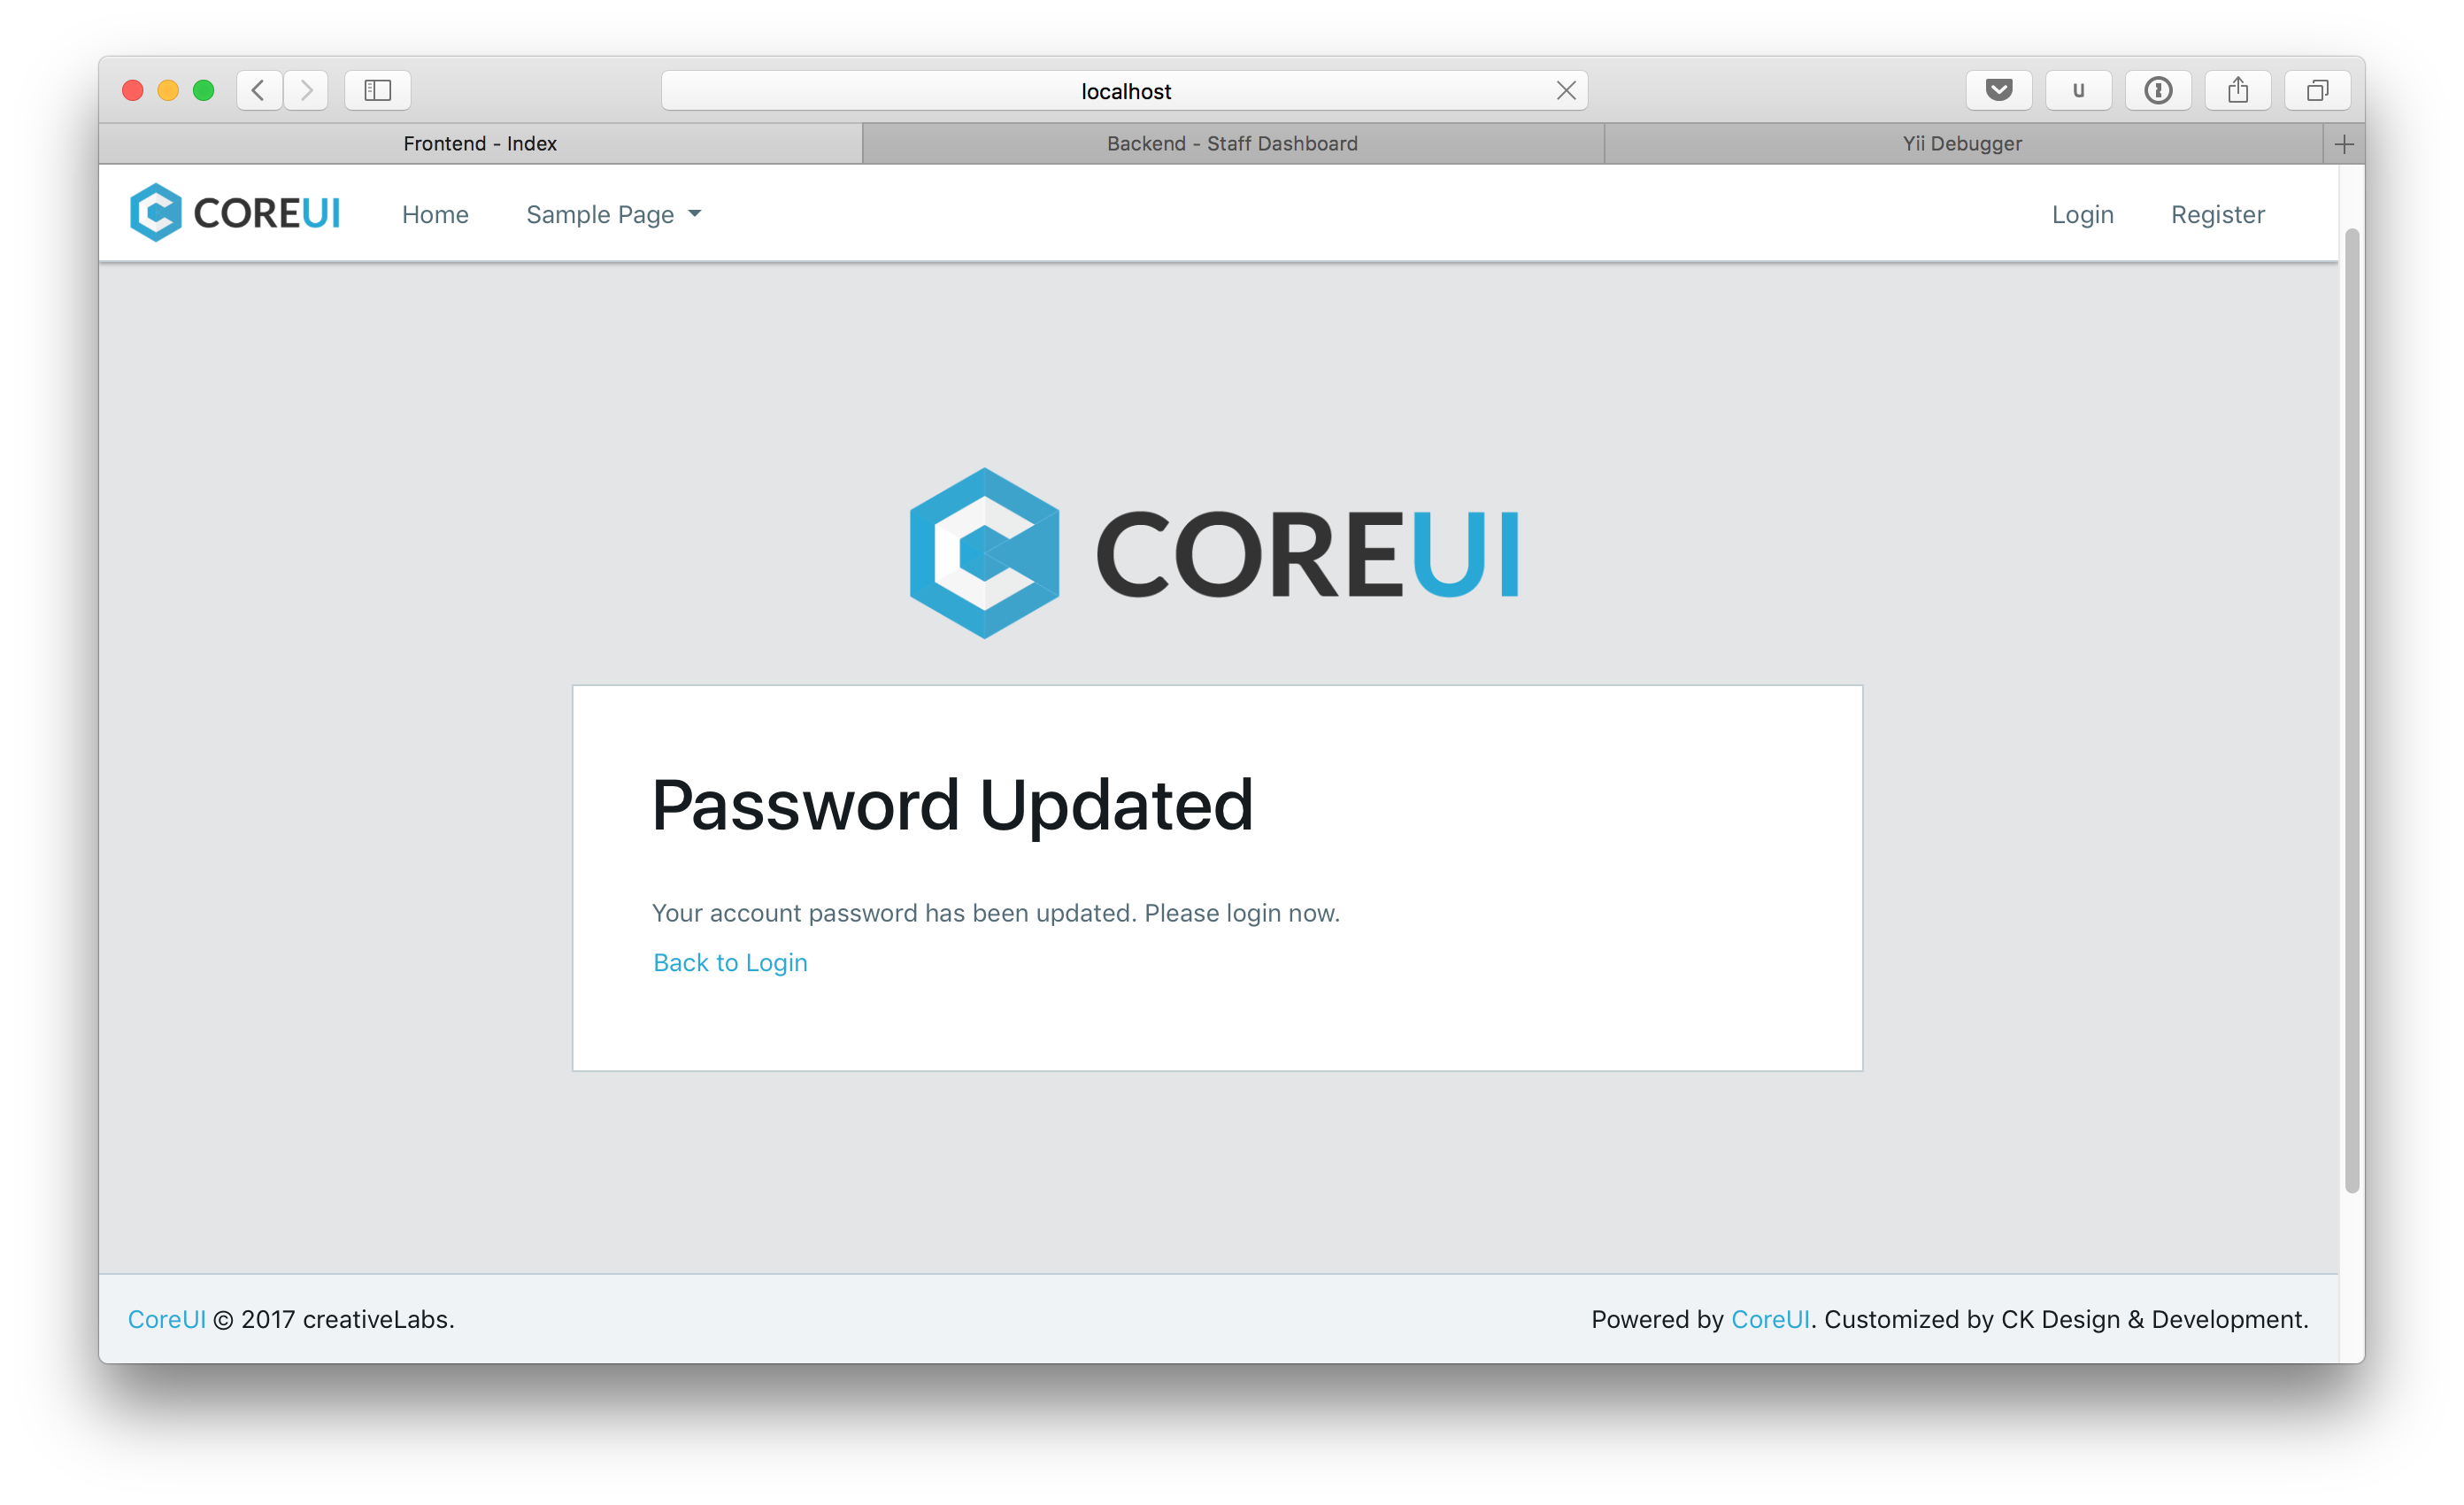 localhost
Frontend - Index
Backend - Staff Dashboard
Yii Debugger
COREUI
Home
Sample Page
Login
Register
COREUI
Password Updated
Your account password has been updated. Please login now.
Back to Login
CoreUI © 2017 creativeLabs.
Powered by CoreUI. Customized by CK Design & Development.